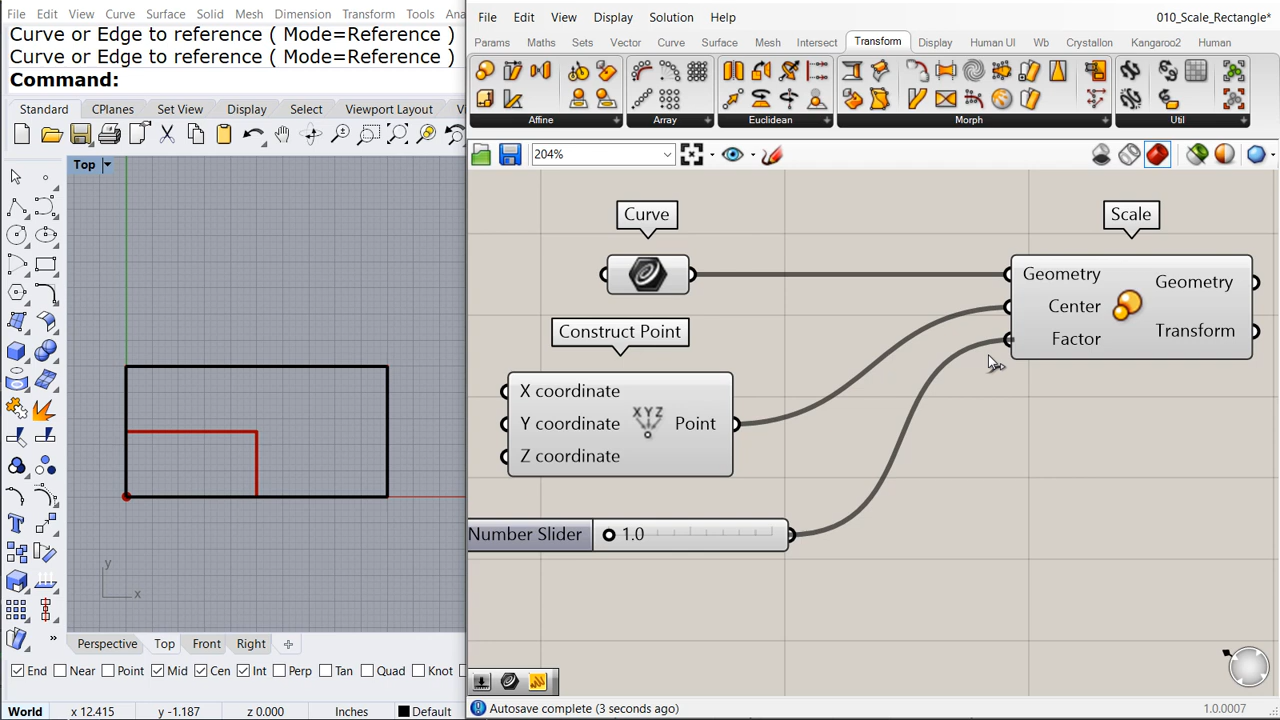 File Edit View Curve Surface Solid Mesh Dimension Transform Tools Ana
Curve or Edge to reference ( Mode=Reference )
Curve or Edge to reference ( Mode=Reference )
Command:
Standard CPlanes Set View Display Select Viewport Layout
Top
y
x
Perspective Top Front Right
»
End Near Point Mid Cen Int Perp Tan Quad Knot
World x 12.415 y -1.187 z 0.000 Inches Default
File Edit View Display Solution Help 010_Scale_Rectangle*
Params Maths Sets Vector Curve Surface Mesh Intersect Transform Display Human UI Wb Crystallon Kangaroo2 Human
Affine Array Euclidean Morph Util
204%
Curve
Scale
Geometry
Center
Factor
Geometry
Transform
Construct Point
X coordinate
Y coordinate
Z coordinate
XYZ
Point
Number Slider 1.0
Autosave complete (3 seconds ago) 1.0.0007